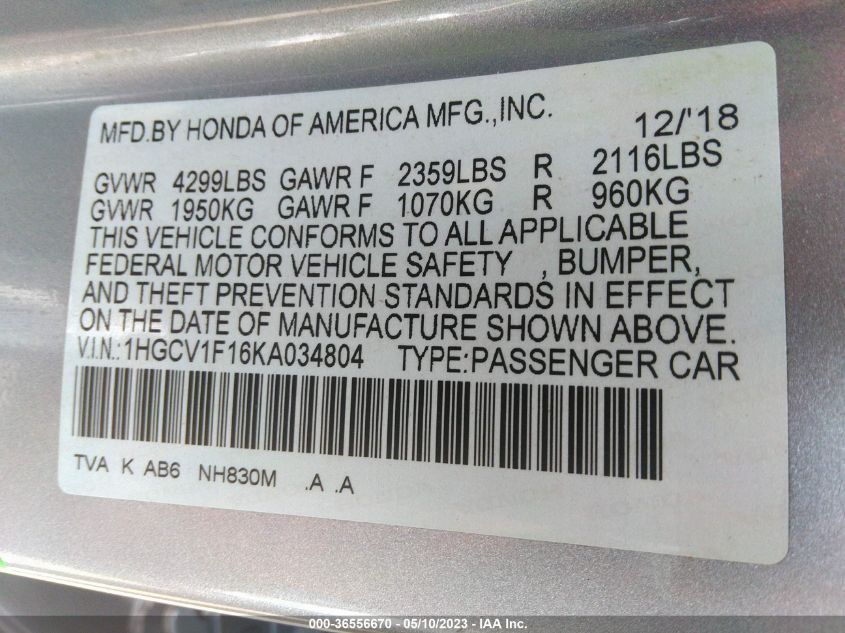 MFD.BY HONDA OF AMERICA MFG.,INC. 12/'18
GVWR 4299LBS GAWR F 2359LBS R 2116LBS
GVWR 1950KG GAWR F 1070KG R 960KG
THIS VEHICLE CONFORMS TO ALL APPLICABLE
FEDERAL MOTOR VEHICLE SAFETY , BUMPER,
AND THEFT PREVENTION STANDARDS IN EFFECT
ON THE DATE OF MANUFACTURE SHOWN ABOVE.
V.I.N.:1HGCV1F16KA034804 TYPE:PASSENGER CAR
TVA K AB6 NH830M .A .A
000-36556670 - 05/10/2023 - IAA Inc.